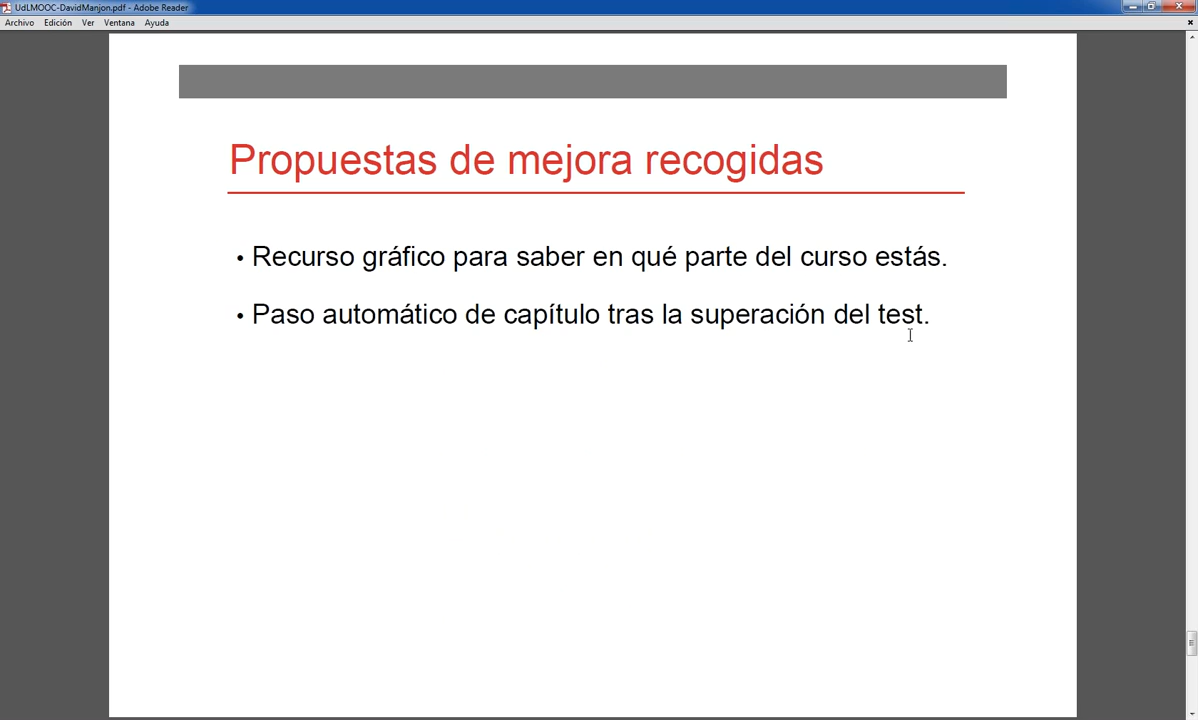 UdLMOOC-DavidManjon.pdf - Adobe Reader
Archivo Edición Ver Ventana Ayuda
Propuestas de mejora recogidas
• Recurso gráfico para saber en qué parte del curso estás.
• Paso automático de capítulo tras la superación del test.